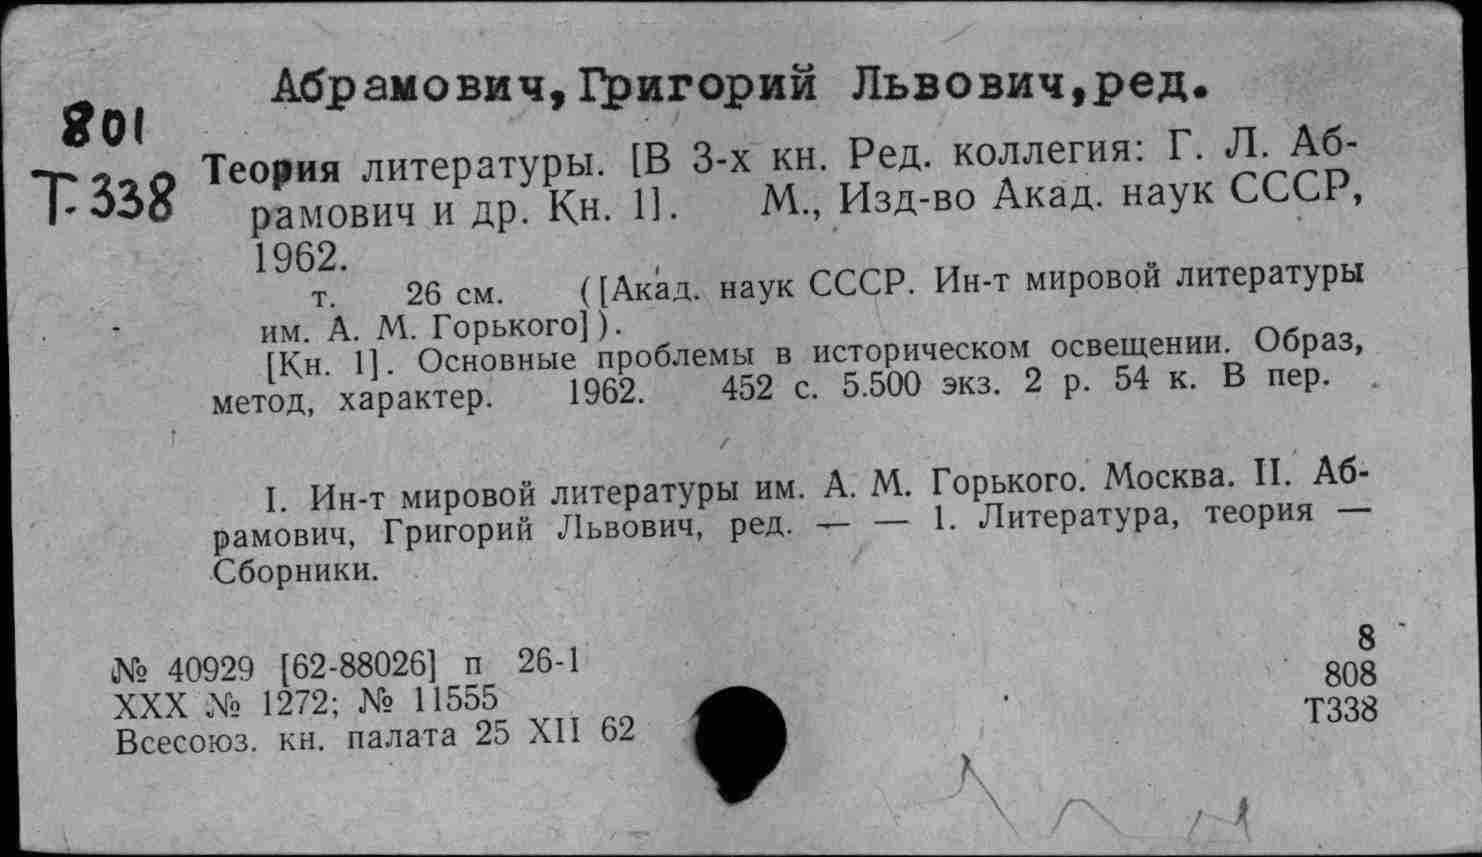 Абрамович, Григорий Львович, ред.
801
Т-338
Теория литературы. [В 3-х кн. Ред. коллегия: Г. Л. Аб-
рамович и др. Кн. 1]. М., Изд-во Акад. наук СССР,
1962.
т. 26 см. ([Акад. наук СССР. Ин-т мировой литературы
им. А. М. Горького]).
[Кн. 1]. Основные проблемы в историческом освещении. Образ,
метод, характер. 1962. 452 с. 5.500 экз. 2 р. 54 к. В пер.
I. Ин-т мировой литературы им. А. М. Горького. Москва. II. Аб-
рамович, Григорий Львович, ред. — — 1. Литература, теория —
Сборники.
№ 40929 [62-88026] п 26-1
XXX № 1272; № 11555
Всесоюз. кн. палата 25 XII 62
8
808
Т338